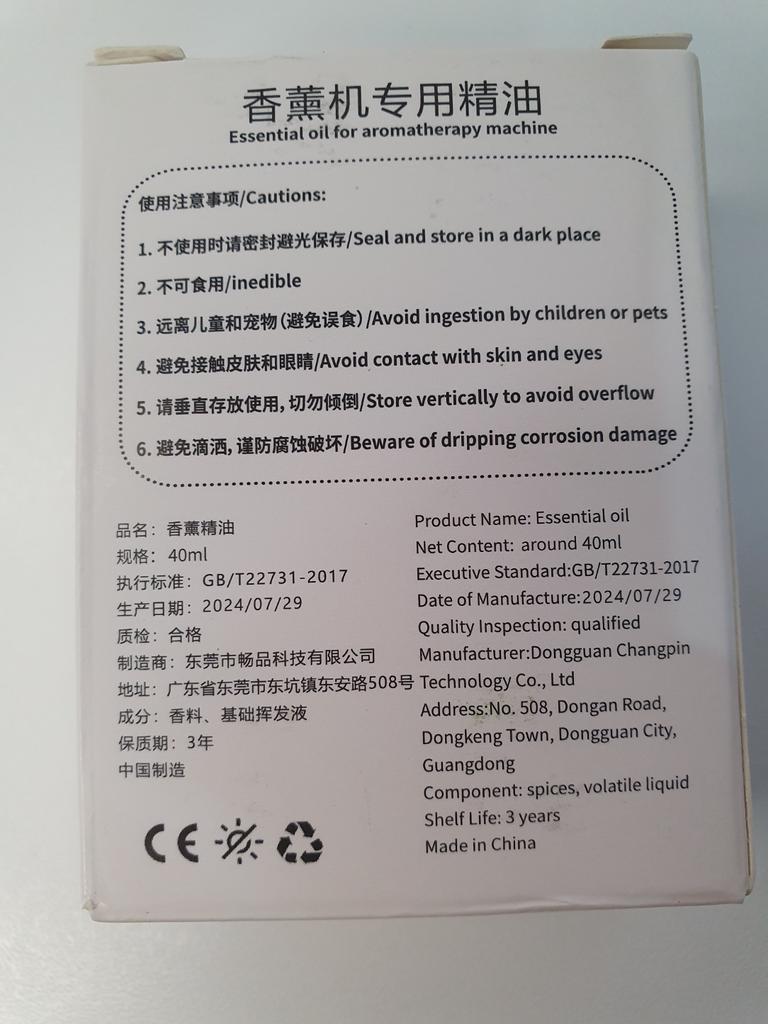 香薰机专用精油
Essential oil for aromatherapy machine
使用注意事项/Cautions:
1. 不使用时请密封避光保存/Seal and store in a dark place
2. 不可食用/inedible
3. 远离儿童和宠物(避免误食)/Avoid ingestion by children or pets
4. 避免接触皮肤和眼睛/Avoid contact with skin and eyes
5. 请垂直存放使用, 切勿倾倒/Store vertically to avoid overflow
6. 避免滴洒, 谨防腐蚀破坏/Beware of dripping corrosion damage
品名：香薰精油
规格：40ml
执行标准：GB/T22731-2017
生产日期：2024/07/29
质检：合格
制造商：东莞市畅品科技有限公司
地址：广东省东莞市东坑镇东安路508号
成分：香料、基础挥发液
保质期：3年
中国制造
CE
Product Name: Essential oil
Net Content: around 40ml
Executive Standard:GB/T22731-2017
Date of Manufacture:2024/07/29
Quality Inspection: qualified
Manufacturer:Dongguan Changpin
Technology Co., Ltd
Address:No. 508, Dongan Road,
Dongkeng Town, Dongguan City,
Guangdong
Component: spices, volatile liquid
Shelf Life: 3 years
Made in China